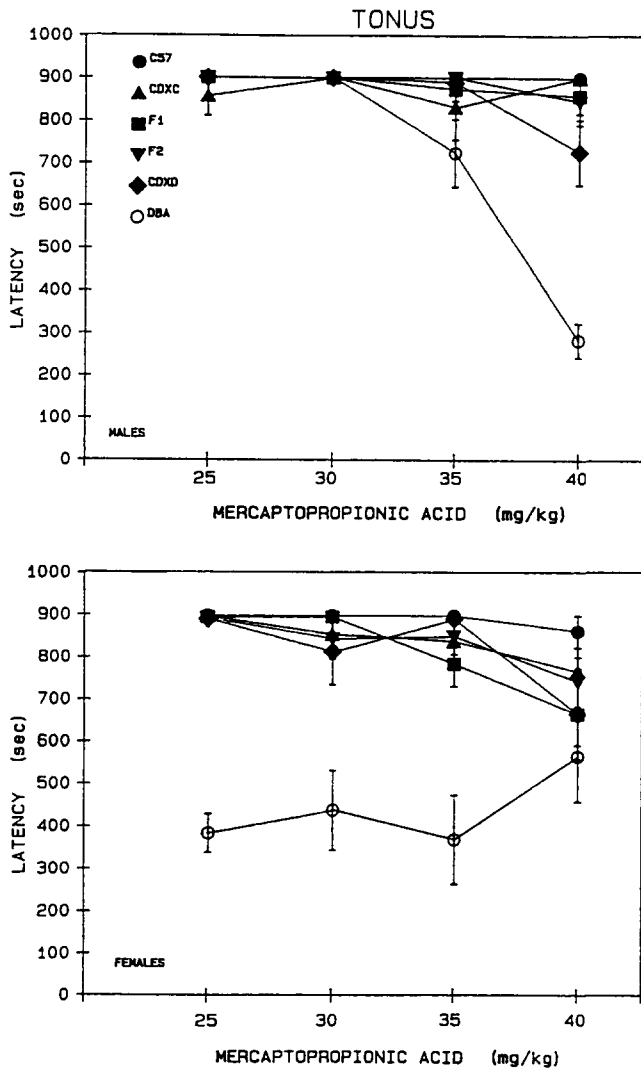 TONUS
1000
900
800
700
600
500
400
300
200
100
0
LATENCY (sec)
C57
CDXC
F1
F2
CDXD
DBA
MALES
25 30 35 40
MERCAPTOPROPIONIC ACID (mg/kg)
1000
900
800
700
600
500
400
300
200
100
0
LATENCY (sec)
FEMALES
25 30 35 40
MERCAPTOPROPIONIC ACID (mg/kg)